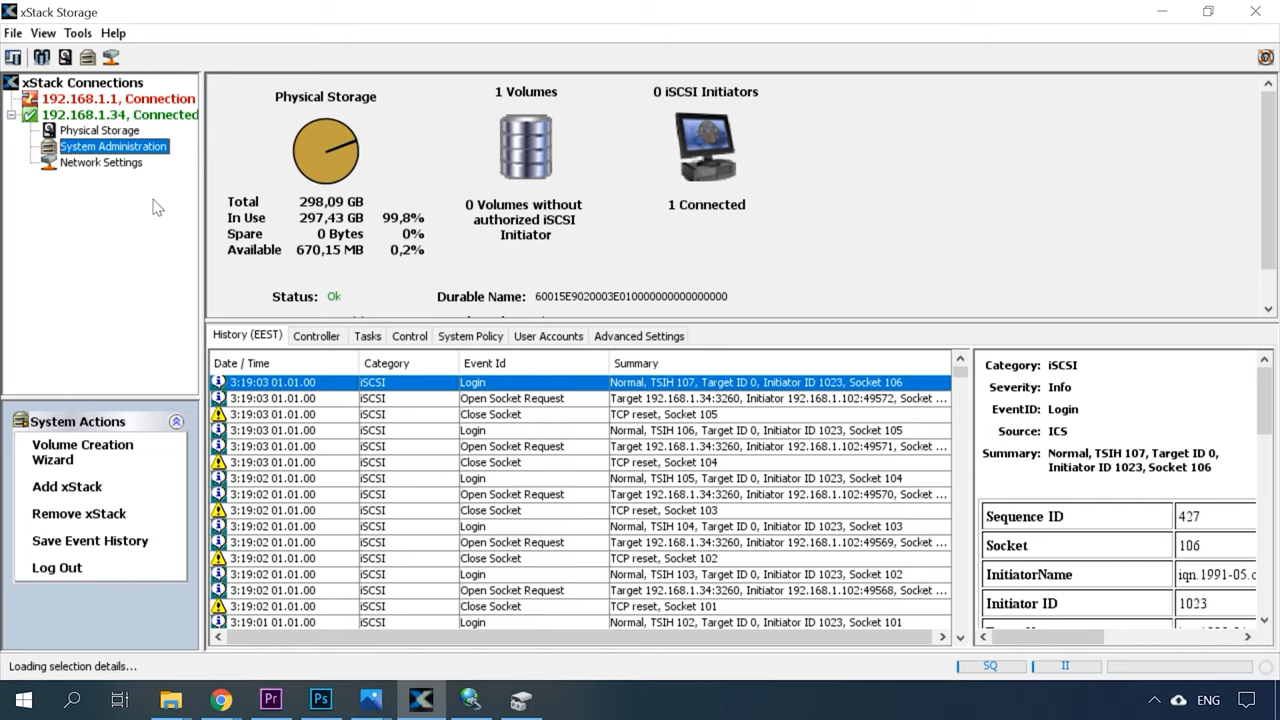 xStack Storage
File View Tools Help
xStack Connections
192.168.1.1, Connection
192.168.1.34, Connected
Physical Storage
System Administration
Network Settings
Physical Storage
Total 298,09 GB
In Use 297,43 GB 99,8%
Spare 0 Bytes 0%
Available 670,15 MB 0,2%
1 Volumes
0 Volumes without
authorized iSCSI
Initiator
0 iSCSI Initiators
1 Connected
Status: Ok
Durable Name: 60015E9020003E010000000000000000
History (EEST) Controller Tasks Control System Policy User Accounts Advanced Settings
Date / Time Category Event Id Summary
3:19:03 01.01.00 iSCSI Login Normal, TSIH 107, Target ID 0, Initiator ID 1023, Socket 106
3:19:03 01.01.00 iSCSI Open Socket Request Target 192.168.1.34:3260, Initiator 192.168.1.102:49572, Socket ...
3:19:03 01.01.00 iSCSI Close Socket TCP reset, Socket 105
3:19:03 01.01.00 iSCSI Login Normal, TSIH 106, Target ID 0, Initiator ID 1023, Socket 105
3:19:03 01.01.00 iSCSI Open Socket Request Target 192.168.1.34:3260, Initiator 192.168.1.102:49571, Socket ...
3:19:03 01.01.00 iSCSI Close Socket TCP reset, Socket 104
3:19:03 01.01.00 iSCSI Login Normal, TSIH 105, Target ID 0, Initiator ID 1023, Socket 104
3:19:03 01.01.00 iSCSI Open Socket Request Target 192.168.1.34:3260, Initiator 192.168.1.102:49570, Socket ...
3:19:02 01.01.00 iSCSI Close Socket TCP reset, Socket 103
3:19:02 01.01.00 iSCSI Login Normal, TSIH 104, Target ID 0, Initiator ID 1023, Socket 103
3:19:02 01.01.00 iSCSI Open Socket Request Target 192.168.1.34:3260, Initiator 192.168.1.102:49569, Socket ...
3:19:02 01.01.00 iSCSI Close Socket TCP reset, Socket 102
3:19:02 01.01.00 iSCSI Login Normal, TSIH 103, Target ID 0, Initiator ID 1023, Socket 102
3:19:02 01.01.00 iSCSI Open Socket Request Target 192.168.1.34:3260, Initiator 192.168.1.102:49568, Socket ...
3:19:02 01.01.00 iSCSI Close Socket TCP reset, Socket 101
3:19:01 01.01.00 iSCSI Login Normal, TSIH 102, Target ID 0, Initiator ID 1023, Socket 101
Category: iSCSI
Severity: Info
EventID: Login
Source: ICS
Summary: Normal, TSIH 107, Target ID 0,
Initiator ID 1023, Socket 106
Sequence ID 427
Socket 106
InitiatorName iqn.1991-05.c
Initiator ID 1023
System Actions
Volume Creation
Wizard
Add xStack
Remove xStack
Save Event History
Log Out
Loading selection details...
SQ II
Pr Ps ENG